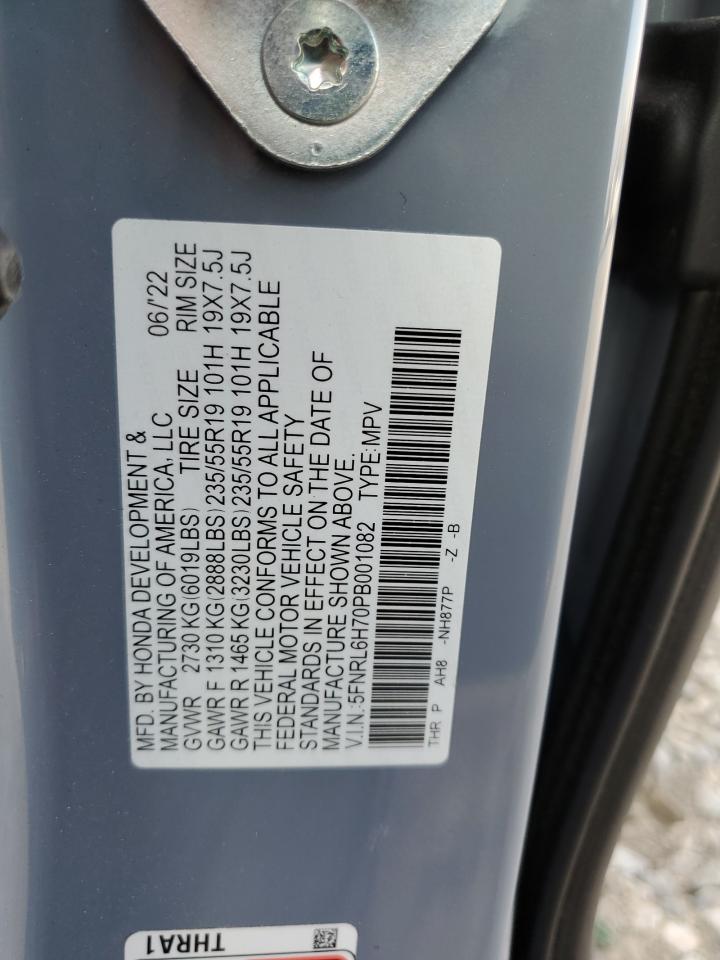 MFD. BY HONDA DEVELOPMENT &
MANUFACTURING OF AMERICA, LLC 06/'22
GVWR 2730 KG(6019LBS) TIRE SIZE RIM SIZE
GAWR F 1310 KG(2888LBS)235/55R19 101H 19X7.5J
GAWR R 1465 KG(3230LBS)235/55R19 101H 19X7.5J
THIS VEHICLE CONFORMS TO ALL APPLICABLE
FEDERAL MOTOR VEHICLE SAFETY
STANDARDS IN EFFECT ON THE DATE OF
MANUFACTURE SHOWN ABOVE.
V.I.N.:5FNRL6H70PB001082 TYPE:MPV
THR P AH8 -NH877P -Z -B
THRA1